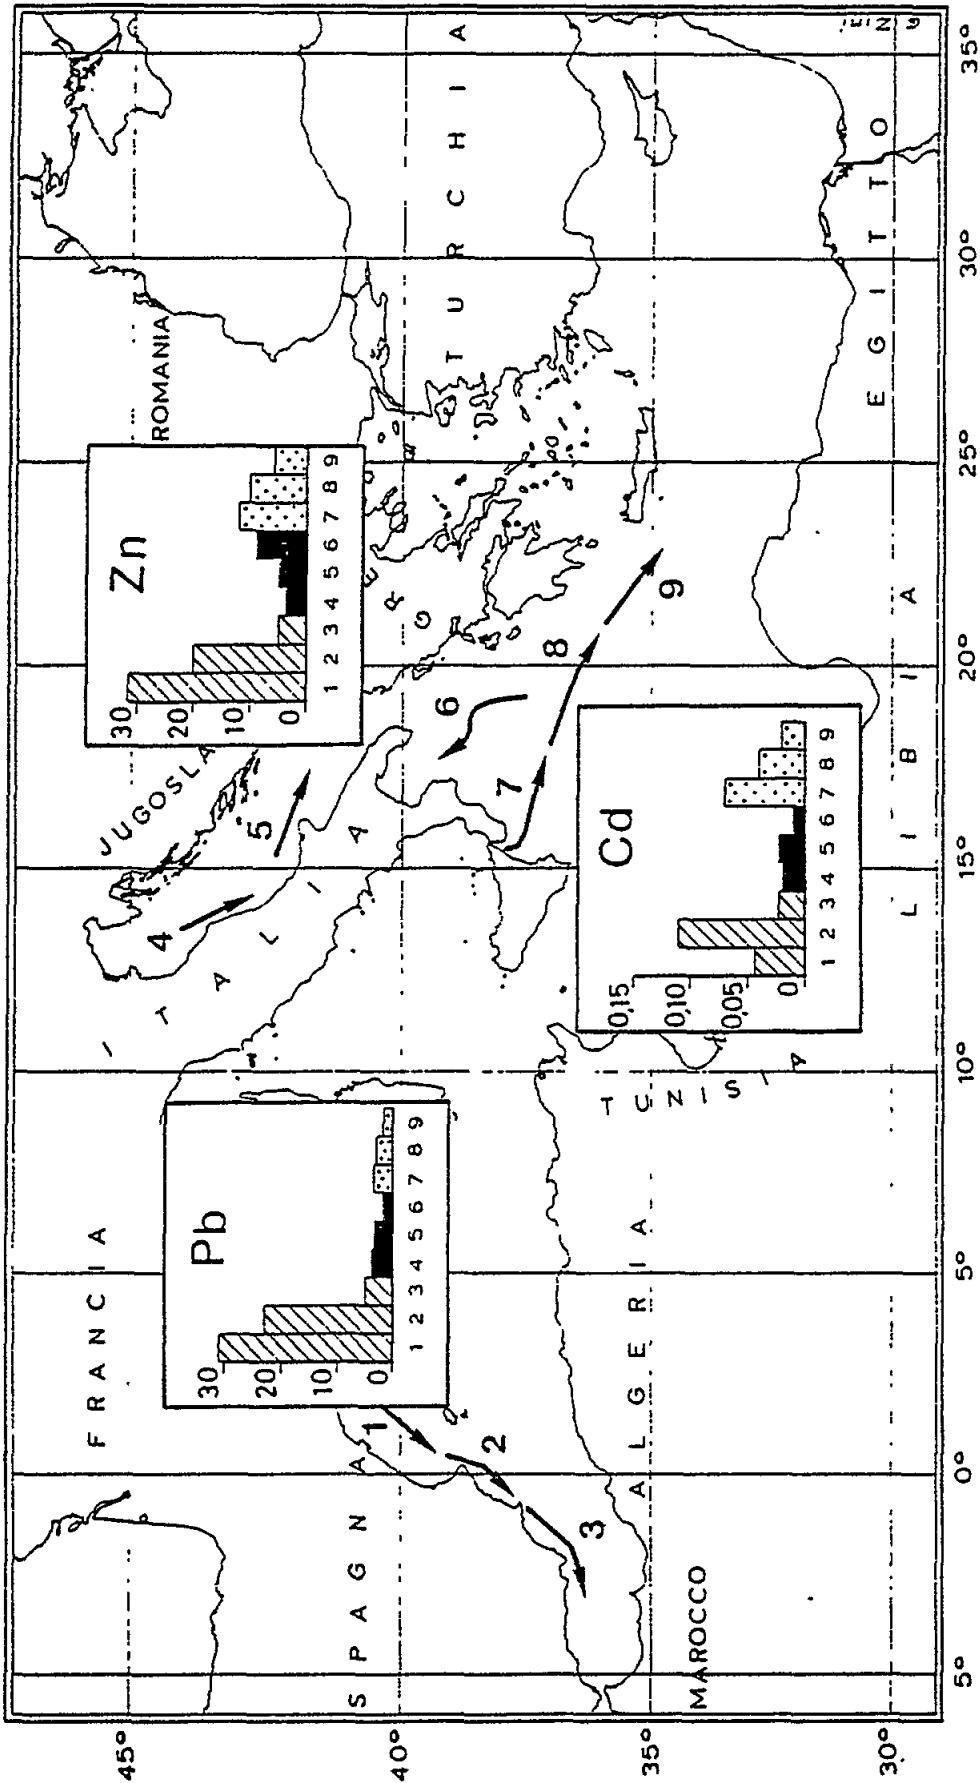 45°
40°
35°
30°
5°
0°
5°
10°
15°
20°
25°
30°
35°
FRANCIA
SPAGNA
MAROCCO
ALGERIA
TUNISIA
ITALIA
JUGOSLA
ROMANIA
GRE
TURCHIA
LIBIA
EGITTO
Pb
30
20
10
0
1 2 3 4 5 6 7 8 9
Zn
30
20
10
0
1 2 3 4 5 6 7 8 9
Cd
0,15
0,10
0,05
0
1 2 3 4 5 6 7 8 9
1
2
3
4
5
6
7
8
9